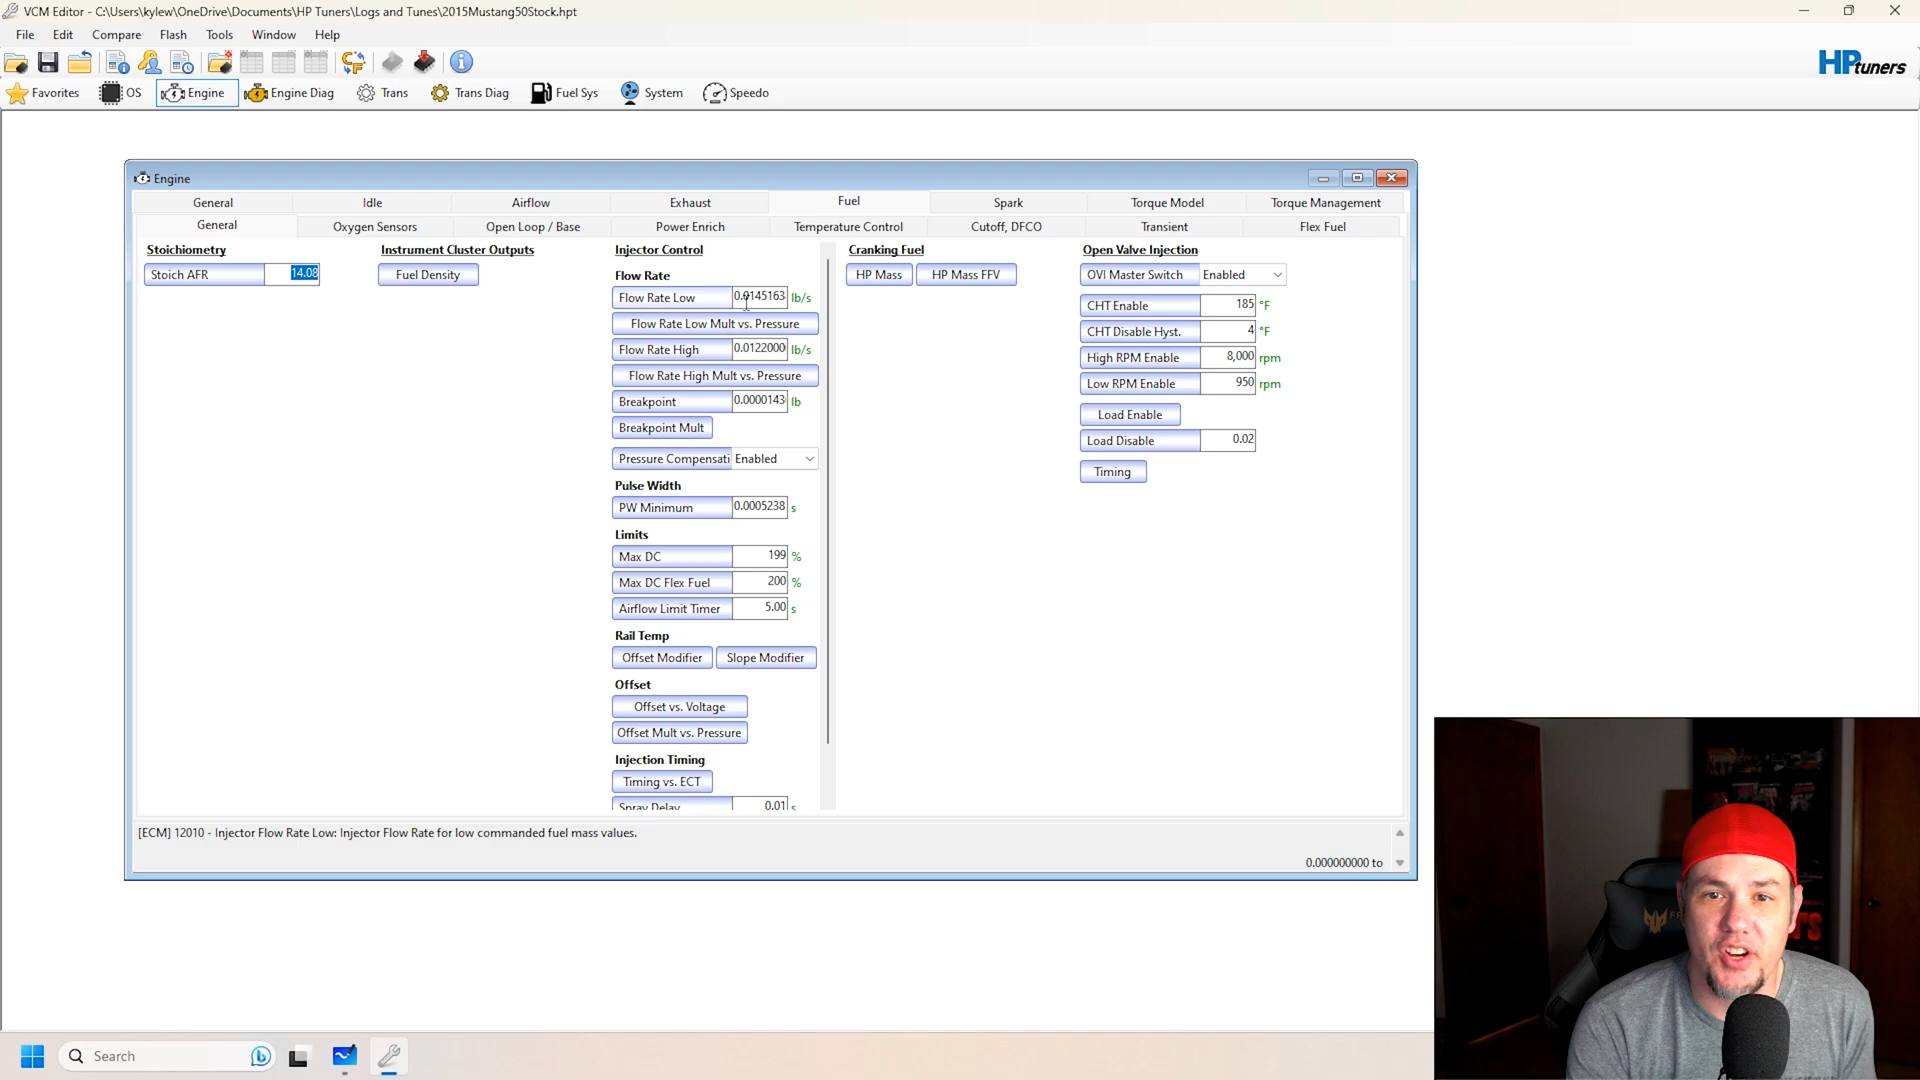 VCM Editor - C:\Users\kylew\OneDrive\Documents\HP Tuners\Logs and Tunes\2015Mustang50Stock.hpt
File Edit Compare Flash Tools Window Help
HP tuners
Favorites OS Engine Engine Diag Trans Trans Diag Fuel Sys System Speedo
Engine
General Idle Airflow Exhaust Fuel Spark Torque Model Torque Management
General Oxygen Sensors Open Loop / Base Power Enrich Temperature Control Cutoff, DFCO Transient Flex Fuel
Stoichiometry
Stoich AFR 14.08
Instrument Cluster Outputs
Fuel Density
Injector Control
Flow Rate
Flow Rate Low 0.0145163 lb/s
Flow Rate Low Mult vs. Pressure
Flow Rate High 0.0122000 lb/s
Flow Rate High Mult vs. Pressure
Breakpoint 0.0000143 lb
Breakpoint Mult
Pressure Compensati Enabled
Pulse Width
PW Minimum 0.0005238 s
Limits
Max DC 199 %
Max DC Flex Fuel 200 %
Airflow Limit Timer 5.00 s
Rail Temp
Offset Modifier Slope Modifier
Offset
Offset vs. Voltage
Offset Mult vs. Pressure
Injection Timing
Timing vs. ECT
Spray Delay 0.01 s
Cranking Fuel
HP Mass HP Mass FFV
Open Valve Injection
OVI Master Switch Enabled
CHT Enable 185 °F
CHT Disable Hyst. 4 °F
High RPM Enable 8,000 rpm
Low RPM Enable 950 rpm
Load Enable
Load Disable 0.02
Timing
[ECM] 12010 - Injector Flow Rate Low: Injector Flow Rate for low commanded fuel mass values.
0.000000000 to
Search